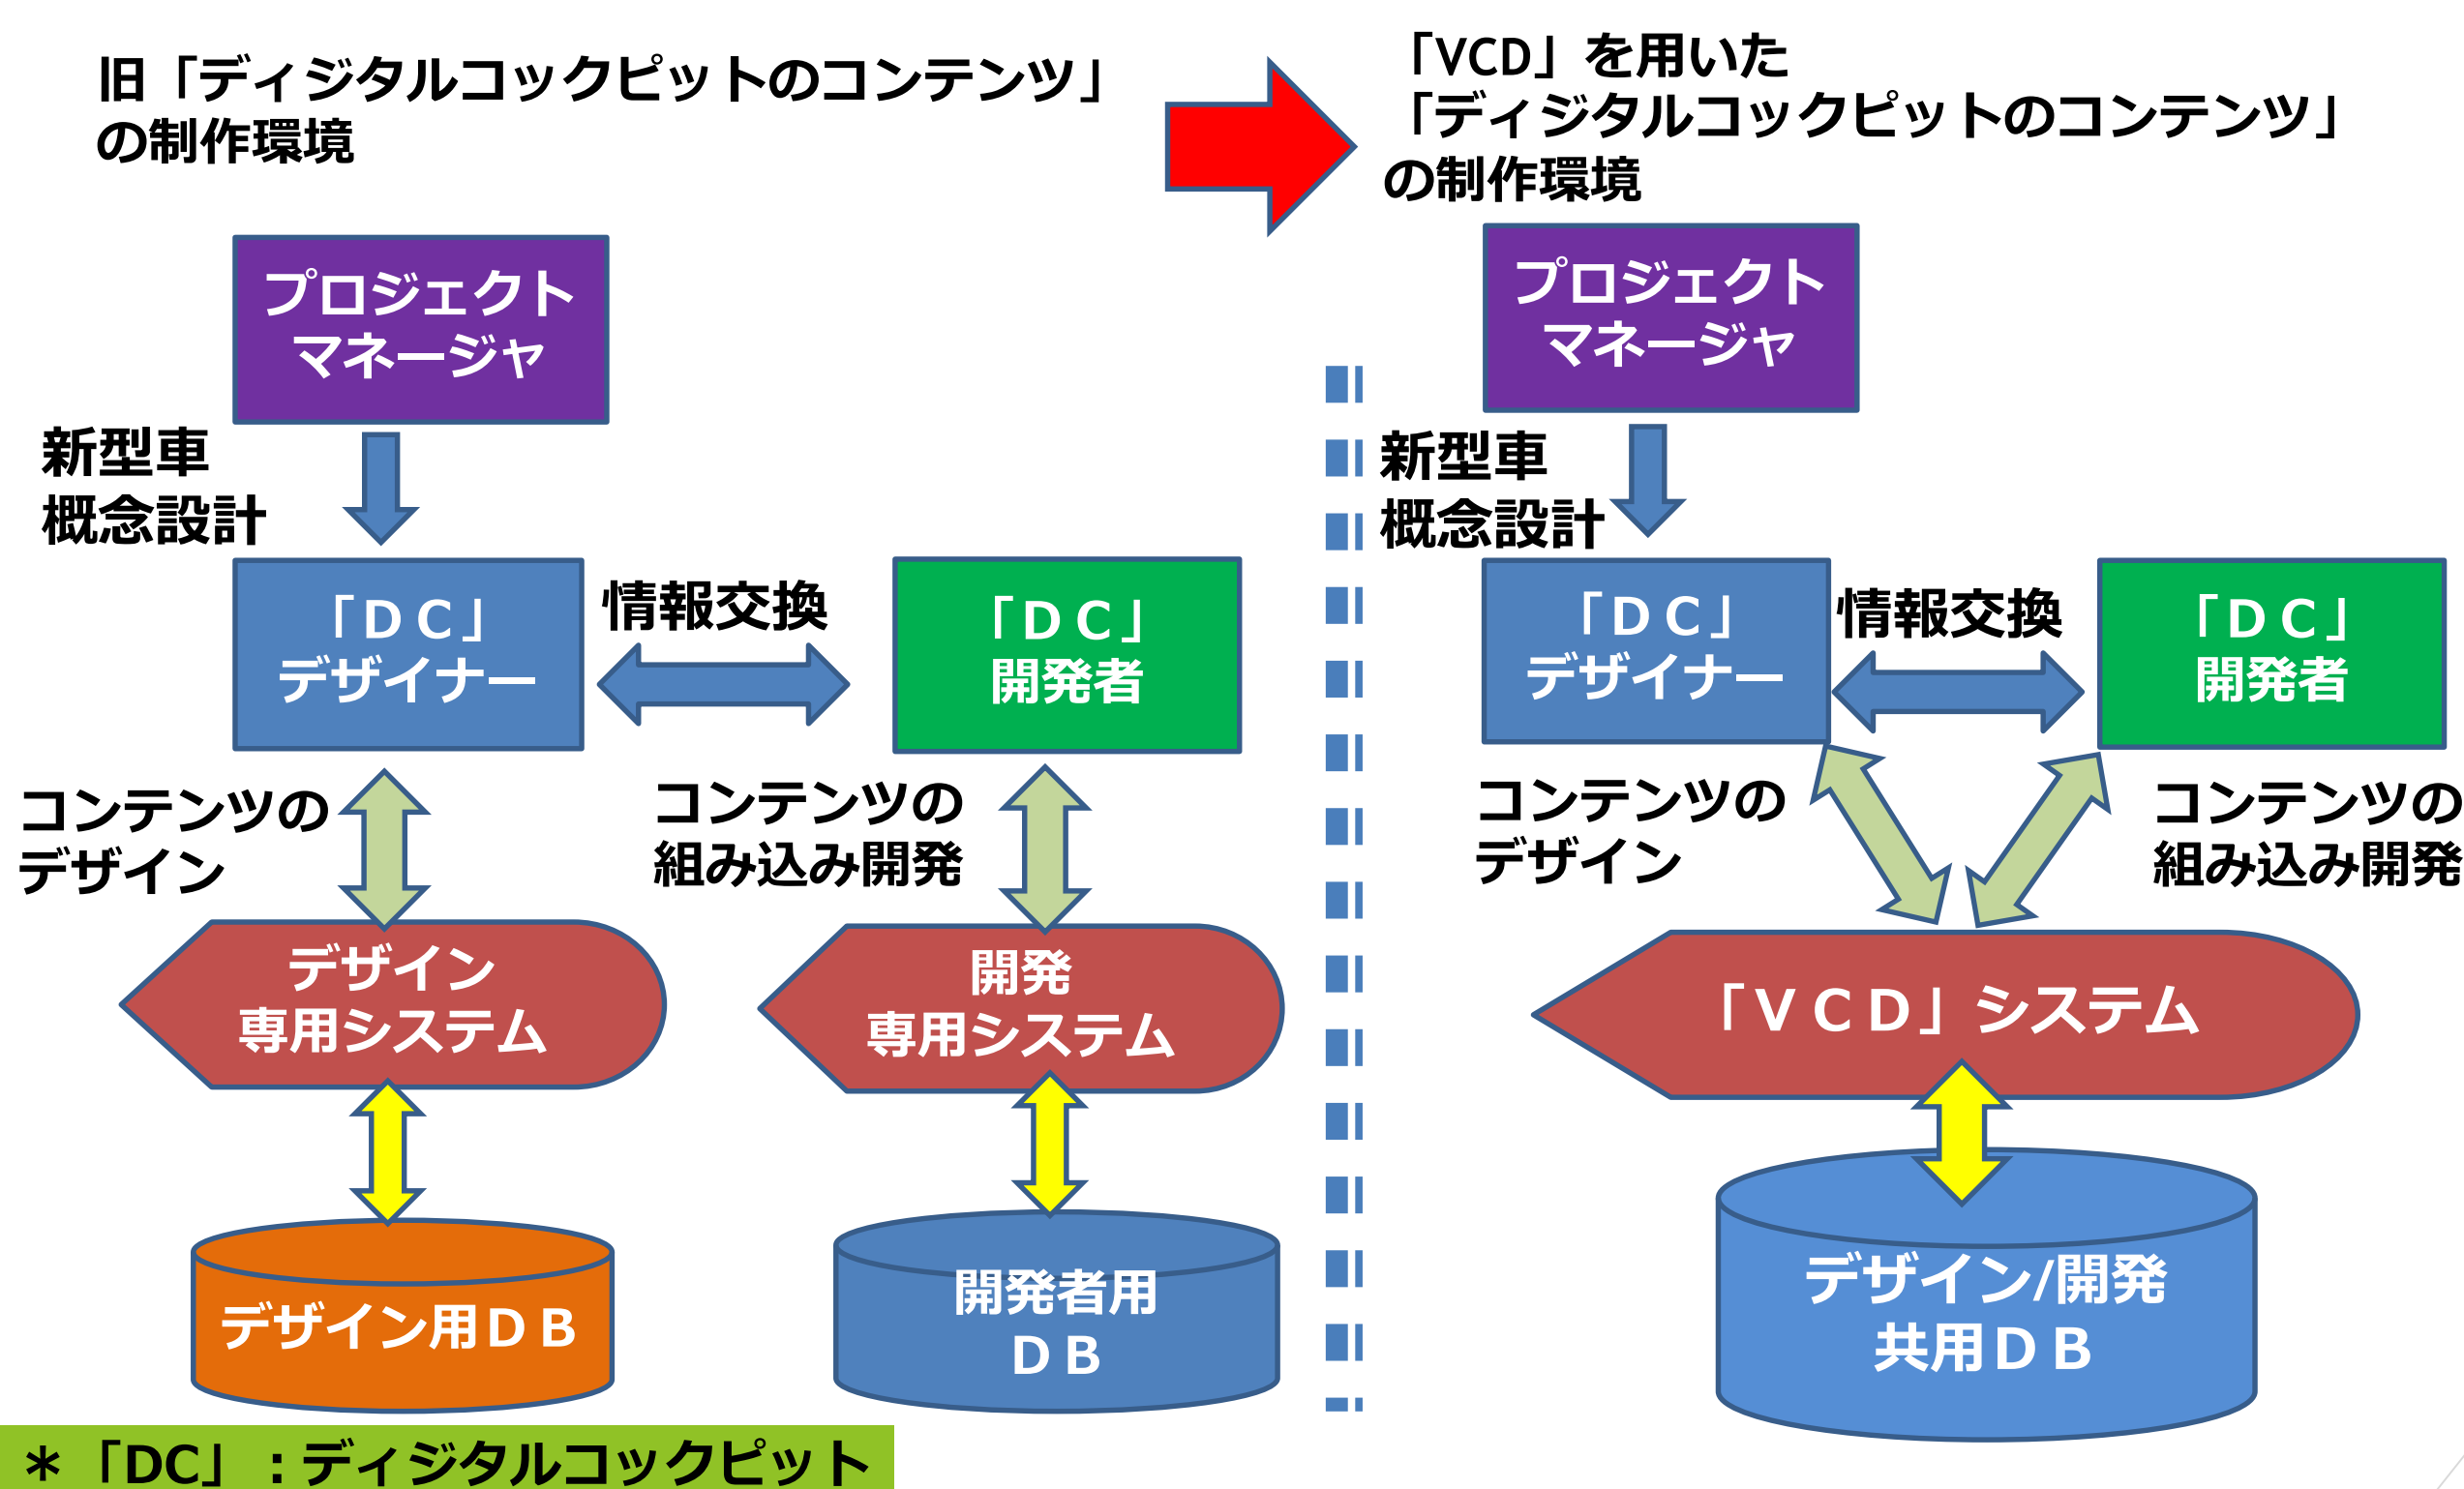 旧「ディジタルコックピットのコンテンツ」
の制作環境
プロジェクト
マネージャ
新型車
概念設計
「DC」
デザイナー
情報交換
「DC」
開発者
コンテンツの
デザイン
コンテンツの
組み込み開発
デザイン
専用システム
開発
専用システム
デサイン用DB
開発者用
DB
*「DC」:ディジタルコックピット
「VCD」を用いた
「ディジタルコックピットのコンテンツ」
の制作環境
プロジェクト
マネージャ
新型車
概念設計
「DC」
デザイナー
情報交換
「DC」
開発者
コンテンツの
デザイン
コンテンツの
組み込み開発
「VCD」システム
デザイン/開発
共用DB